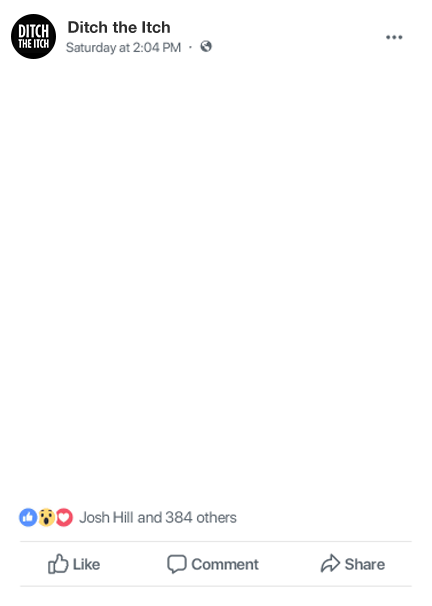 DITCH
THE ITCH
Ditch the Itch
Saturday at 2:04 PM ·
Josh Hill and 384 others
Like
Comment
Share